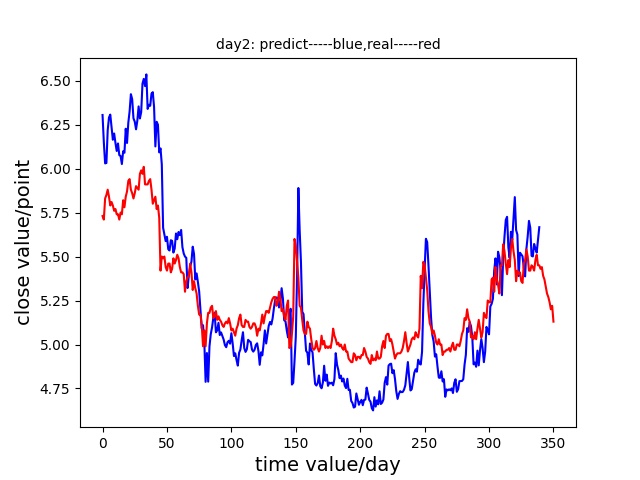 day2: predict-----blue,real-----red
6.50
6.25
6.00
5.75
5.50
5.25
5.00
4.75
close value/point
0 50 100 150 200 250 300 350
time value/day